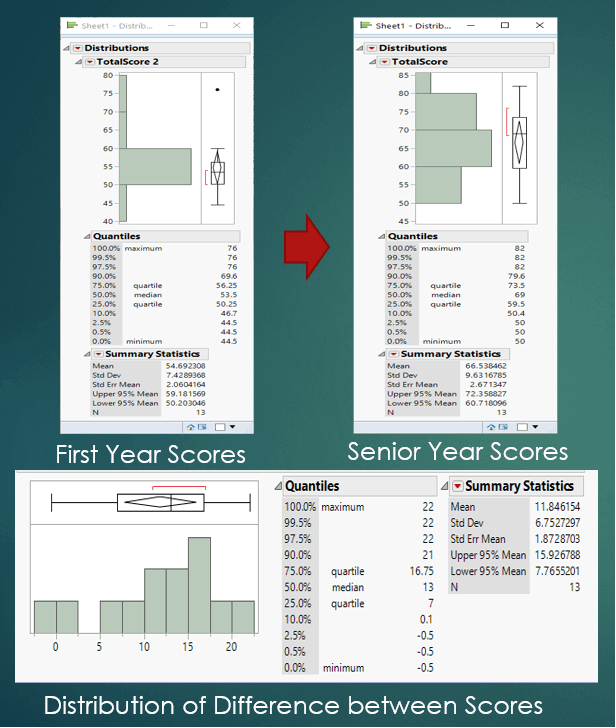 Sheet1 - Distrib...
Distributions
TotalScore 2
80
75
70
65
60
55
50
45
40
Quantiles
100.0% maximum 76
99.5% 76
97.5% 76
90.0% 69.6
75.0% quartile 56.25
50.0% median 53.5
25.0% quartile 50.25
10.0% 46.7
2.5% 44.5
0.5% 44.5
0.0% minimum 44.5
Summary Statistics
Mean 54.692308
Std Dev 7.4289368
Std Err Mean 2.0604164
Upper 95% Mean 59.181569
Lower 95% Mean 50.203046
N 13
First Year Scores
Sheet1 - Distrib...
Distributions
TotalScore
85
80
75
70
65
60
55
50
45
Quantiles
100.0% maximum 82
99.5% 82
97.5% 82
90.0% 79.6
75.0% quartile 73.5
50.0% median 69
25.0% quartile 59.5
10.0% 50.4
2.5% 50
0.5% 50
0.0% minimum 50
Summary Statistics
Mean 66.538462
Std Dev 9.6316785
Std Err Mean 2.671347
Upper 95% Mean 72.358827
Lower 95% Mean 60.718096
N 13
Senior Year Scores
0 5 10 15 20
Quantiles
100.0% maximum 22
99.5% 22
97.5% 22
90.0% 21
75.0% quartile 16.75
50.0% median 13
25.0% quartile 7
10.0% 0.1
2.5% -0.5
0.5% -0.5
0.0% minimum -0.5
Summary Statistics
Mean 11.846154
Std Dev 6.7527297
Std Err Mean 1.8728703
Upper 95% Mean 15.926788
Lower 95% Mean 7.7655201
N 13
Distribution of Difference between Scores